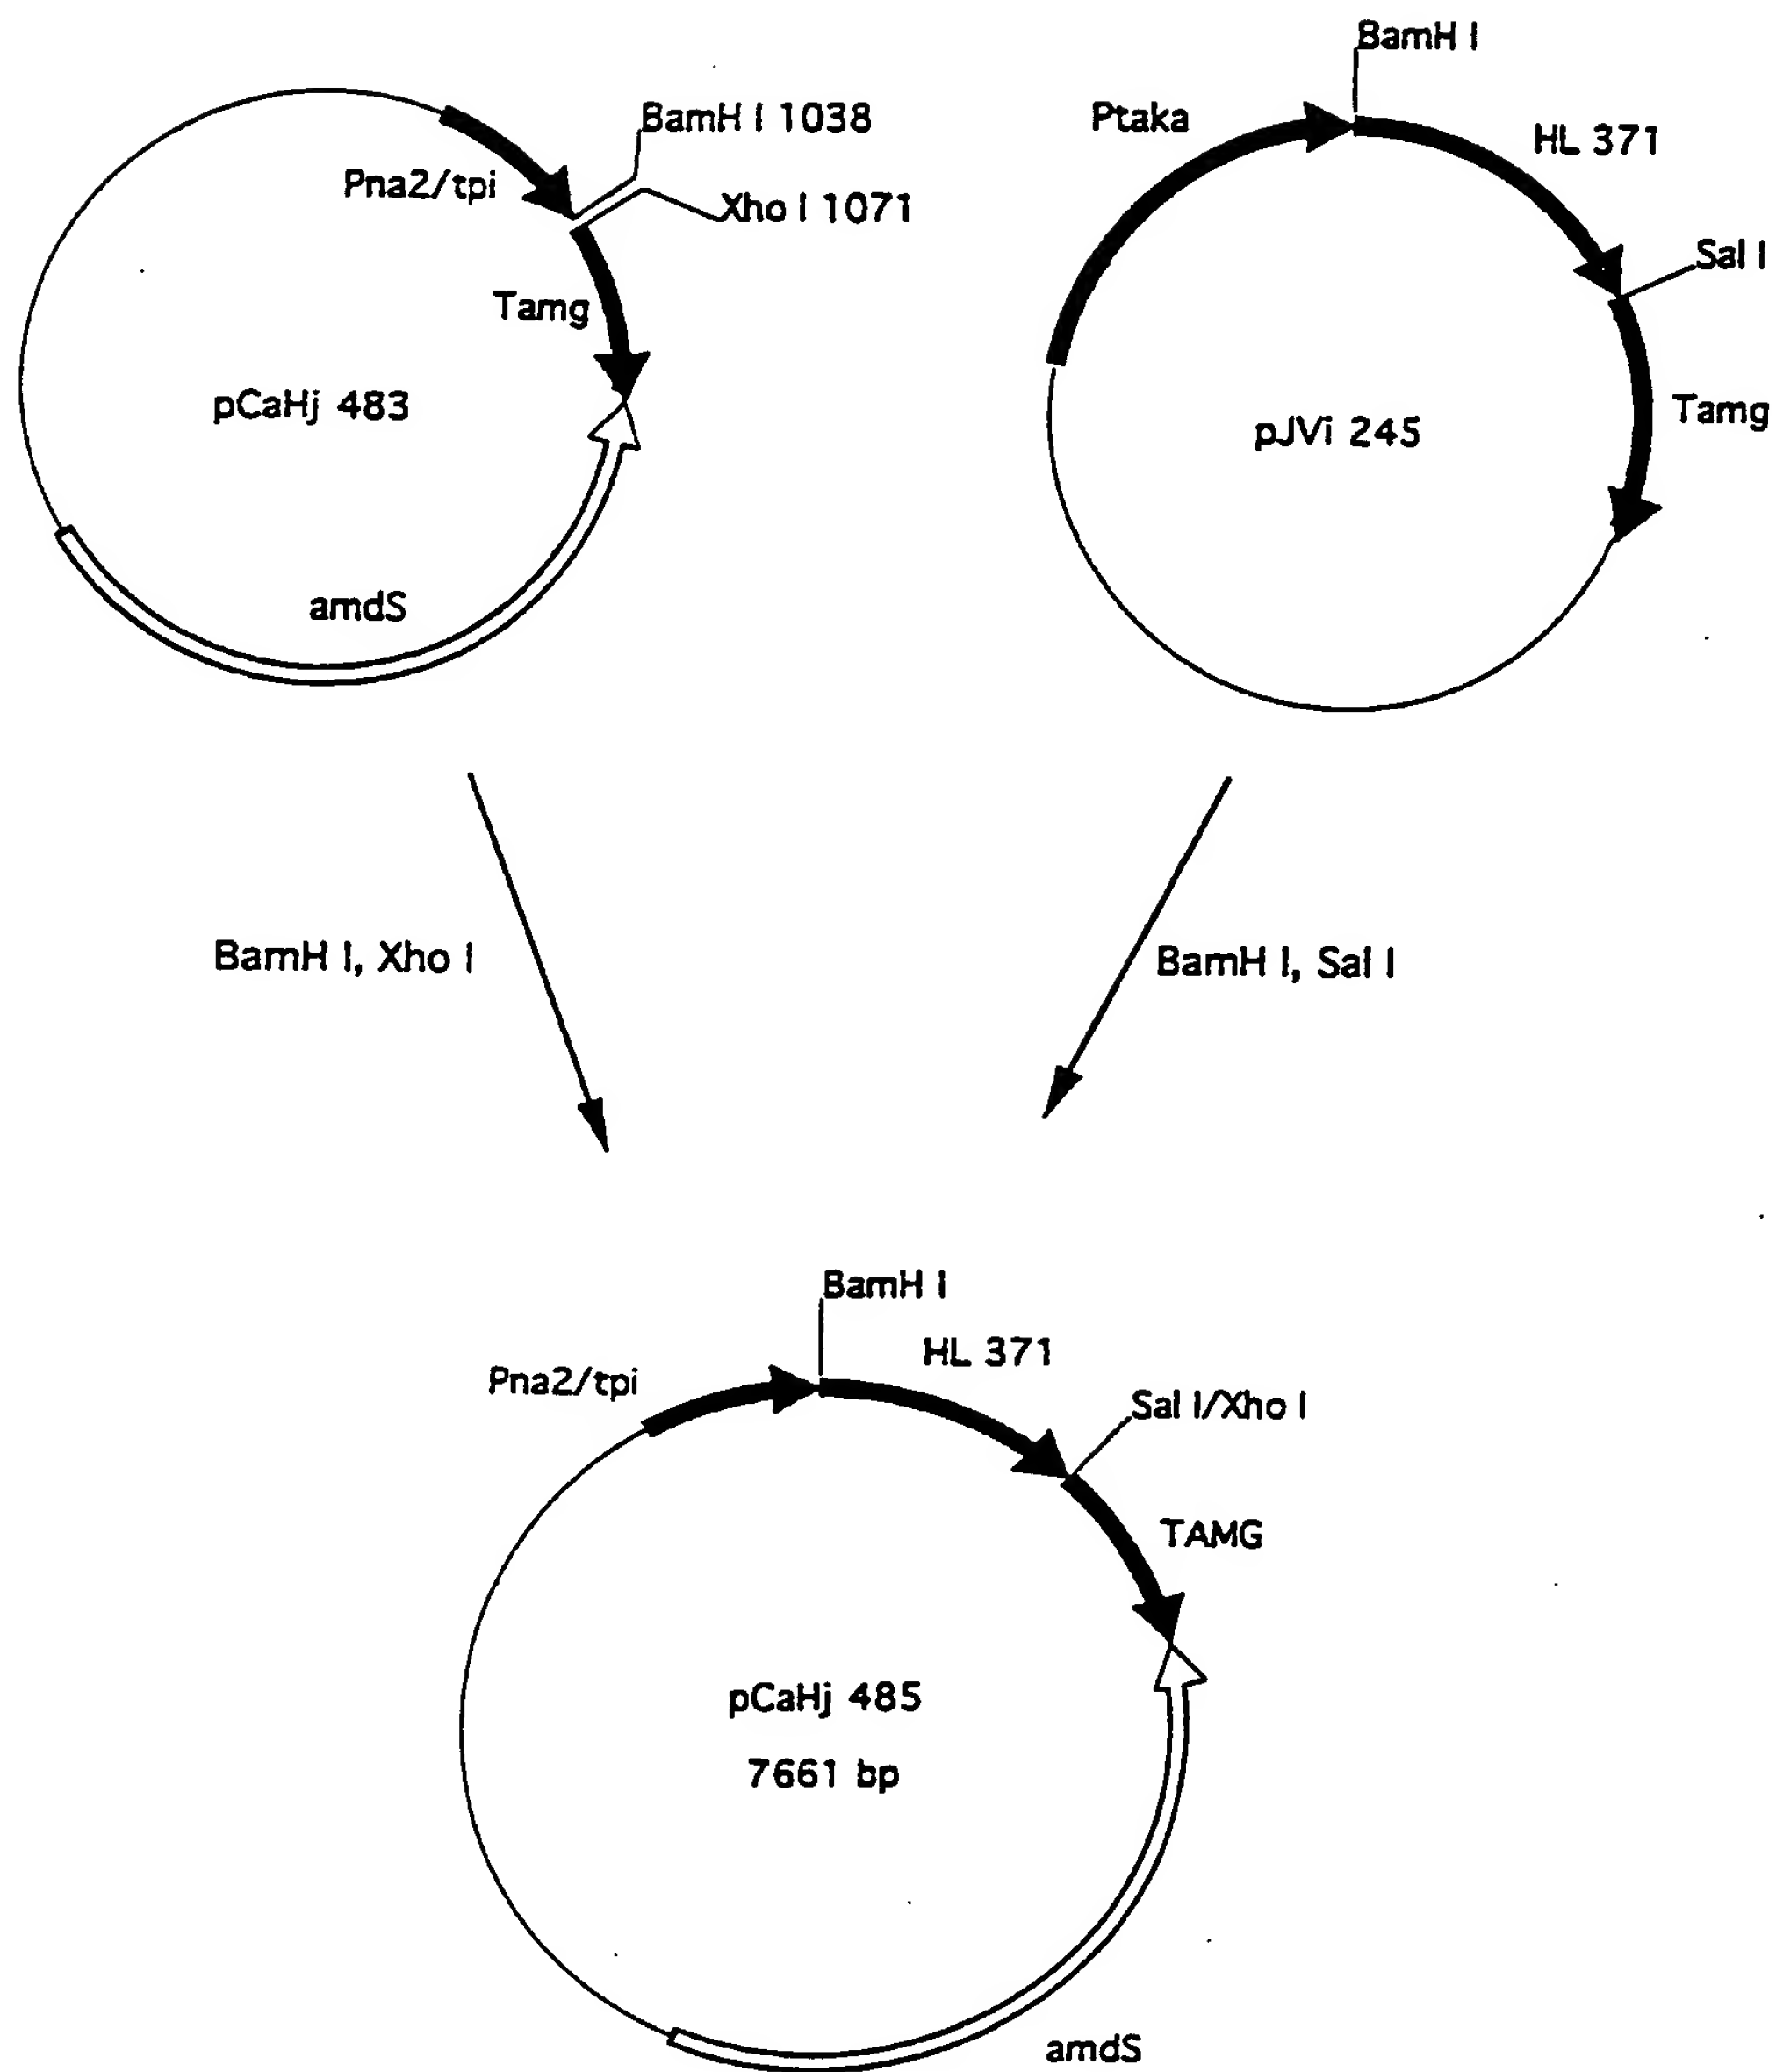 BamH I
Ptaka
HL 371
BamH I 1038
Pna2/tpi
Xho I 1071
Sal I
Tamg
pCaHj 483
Tamg
pJVi 245
amdS
BamH I, Xho I
BamH I, Sal I
BamH I
HL 371
Pna2/tpi
Sal I/Xho I
TAMG
pCaHj 485
7661 bp
amdS